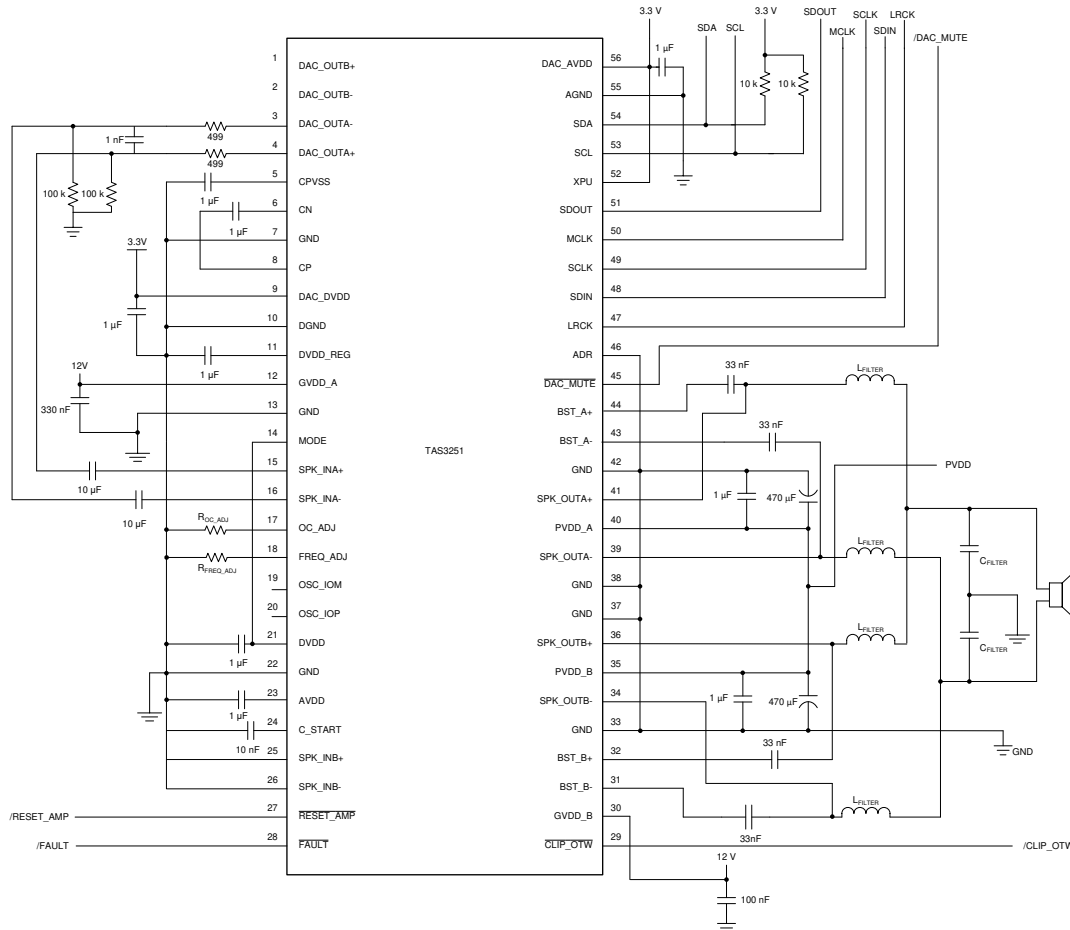 3.3 V
3.3 V
SDOUT
SCLK
LRCK
SDA
SCL
MCLK
SDIN
/DAC_MUTE
TAS3251
1
DAC_OUTB+
2
DAC_OUTB-
3
DAC_OUTA-
499
1 nF
4
DAC_OUTA+
499
100 k
100 k
5
CPVSS
1 µF
6
CN
1 µF
7
GND
3.3V
8
CP
9
DAC_DVDD
1 µF
10
DGND
11
DVDD_REG
1 µF
12V
12
GVDD_A
330 nF
13
GND
14
MODE
15
SPK_INA+
10 µF
16
SPK_INA-
10 µF
17
OC_ADJ
ROC_ADJ
18
FREQ_ADJ
RFREQ_ADJ
19
OSC_IOM
20
OSC_IOP
21
DVDD
1 µF
22
GND
23
AVDD
1 µF
24
C_START
10 nF
25
SPK_INB+
26
SPK_INB-
/RESET_AMP
27
RESET_AMP
/FAULT
28
FAULT
DAC_AVDD
56
1 µF
AGND
55
10 k
10 k
SDA
54
SCL
53
XPU
52
SDOUT
51
MCLK
50
SCLK
49
SDIN
48
LRCK
47
ADR
46
DAC_MUTE
45
33 nF
LFILTER
BST_A+
44
BST_A-
43
33 nF
GND
42
PVDD
SPK_OUTA+
41
1 µF
470 µF
PVDD_A
40
SPK_OUTA-
39
LFILTER
CFILTER
GND
38
GND
37
SPK_OUTB+
36
LFILTER
CFILTER
PVDD_B
35
SPK_OUTB-
34
1 µF
470 µF
GND
33
GND
BST_B+
32
33 nF
BST_B-
31
LFILTER
GVDD_B
30
33nF
CLIP_OTW
29
/CLIP_OTW
12 V
100 nF